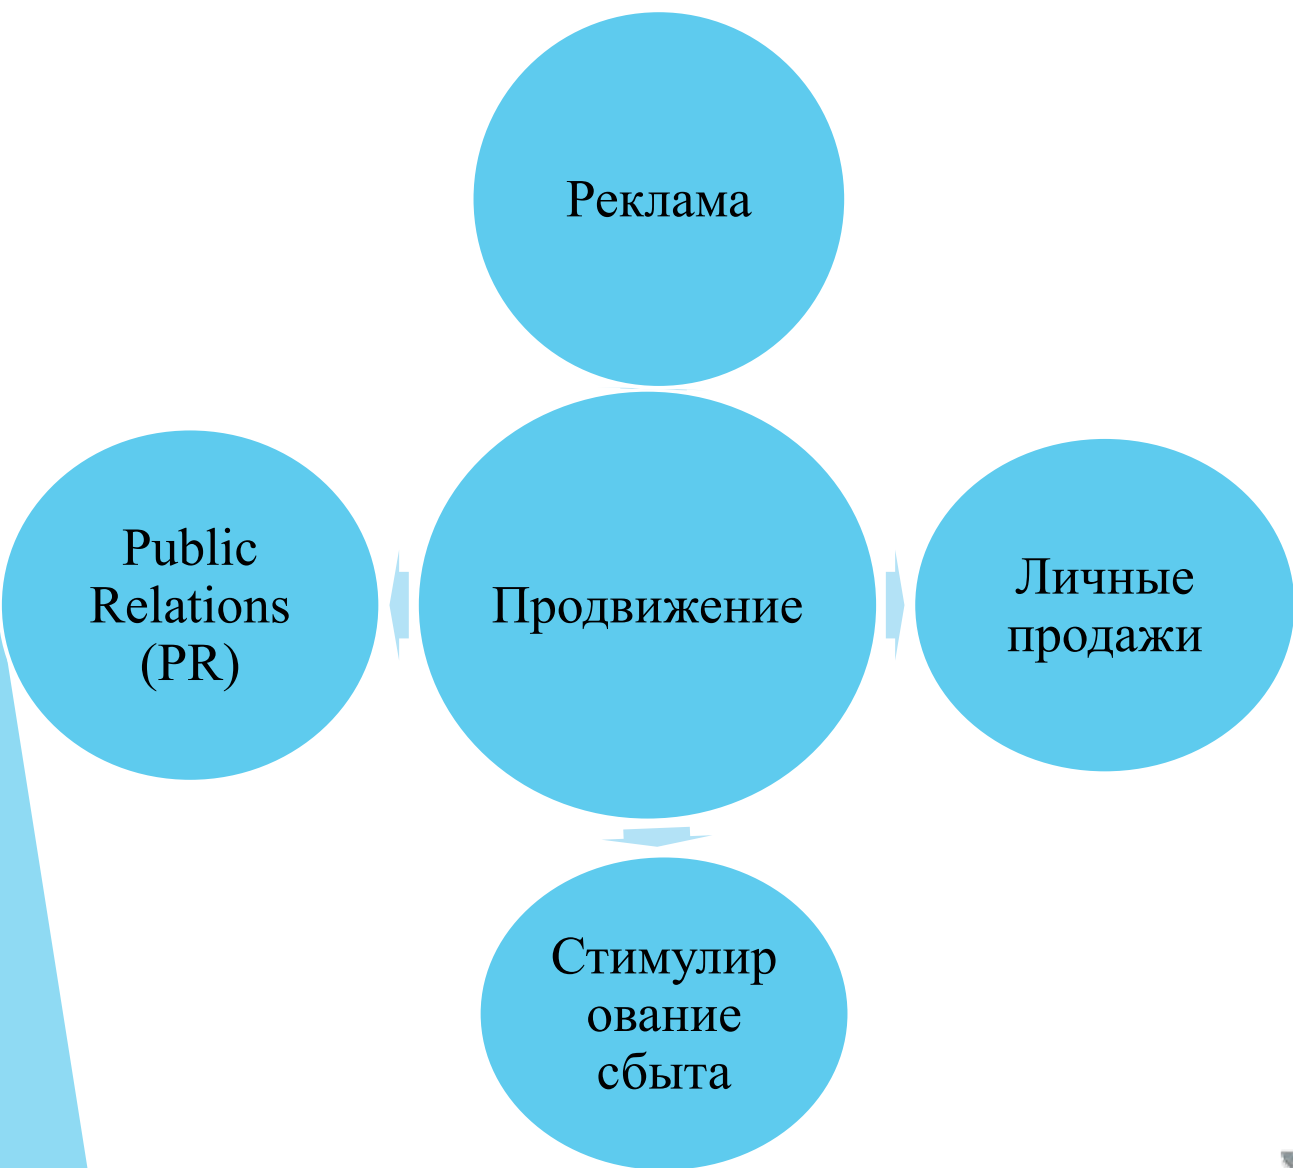 Реклама
Public
Relations
(PR)
Продвижение
Личные
продажи
Стимулир
ование
сбыта